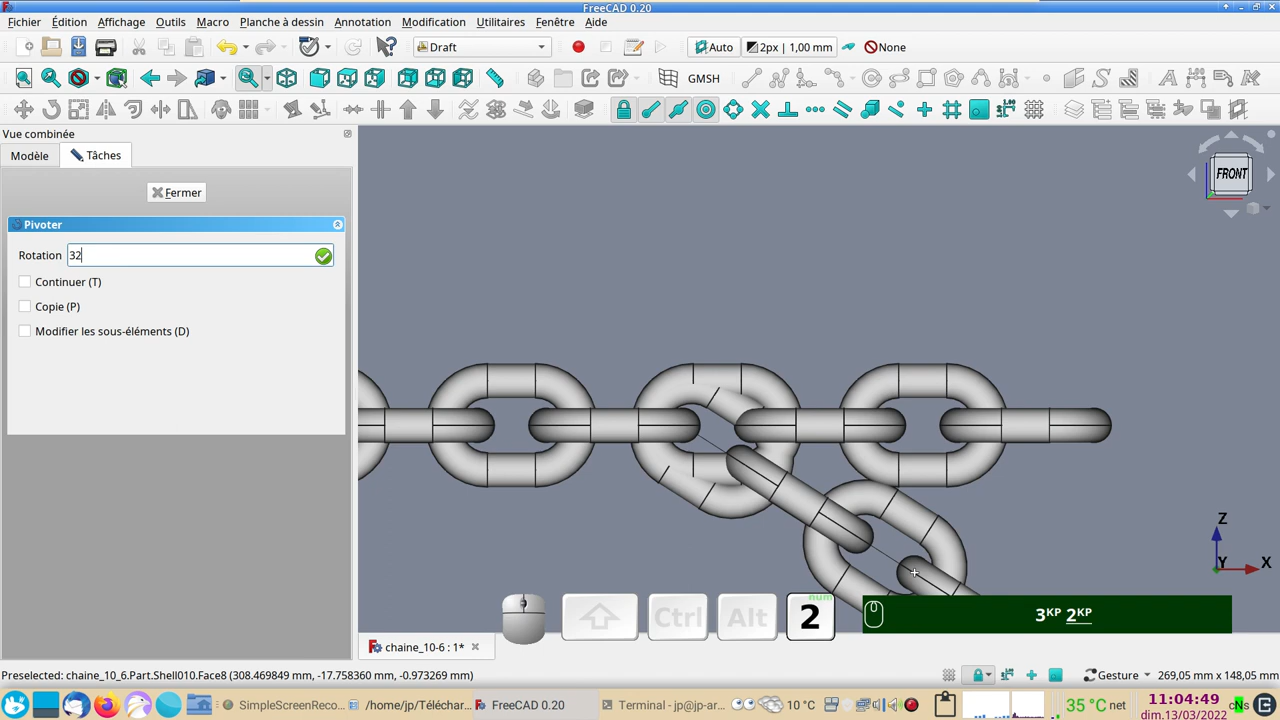 FreeCAD 0.20
Fichier Édition Affichage Outils Macro Planche à dessin Annotation Modification Utilitaires Fenêtre Aide
Draft Auto 2px | 1,00 mm None
GMSH
Vue combinée
Modèle Tâches
Fermer
Pivoter
Rotation 32
Continuer (T)
Copie (P)
Modifier les sous-éléments (D)
FRONT
Z
Y X
num
Ctrl Alt 2 3KP 2KP
chaine_10-6 : 1*
Preselected: chaine_10_6.Part.Shell010.Face8 (308.469849 mm, -17.758360 mm, -0.973269 mm) Gesture 269,05 mm x 148,05 mm
SimpleScreenReco... /home/jp/Téléchar... FreeCAD 0.20 Terminal - jp@jp-ar... 10 °C 35 °C net 11:04:49 cNs
dim.13/03/2022